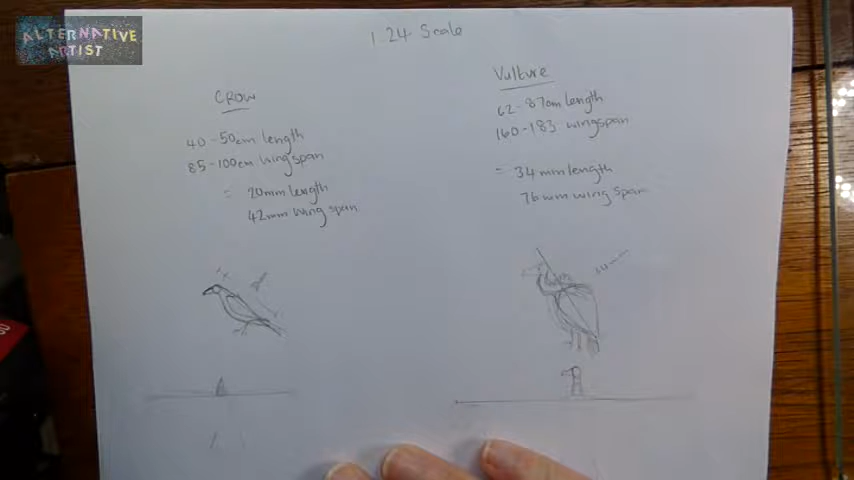 ALTERNATIVE
ARTIST
1.24 Scale
CROW
40-50cm length
85-100cm wingspan
= 20mm length
42mm wing span
Vulture
62-87cm length
160-183 wingspan
= 34mm length
76mm wing span